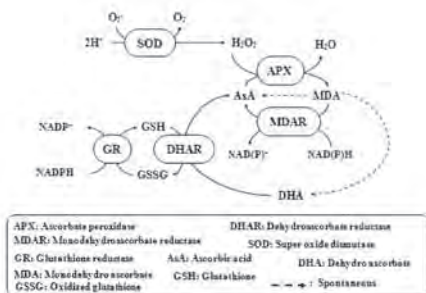 O₂⁻ O₂
2H⁺ SOD H₂O₂ H₂O
APX
AsA MDA
NADP⁺ GSH MDAR
GR DHAR
NADPH GSSG NAD(P)⁺ NAD(P)H
DHA
APX: Ascorbate peroxidase DHAR: Dehydroascorbate reductase
MDAR: Monodehydroascorbate reductase SOD: Super oxide dismutase
GR: Glutathione reductase AsA: Ascorbic acid DHA: Dehydro ascorbate
MDA: Monodehydro ascorbate GSH: Glutathione
GSSG: Oxidized glutathione : Spontaneous